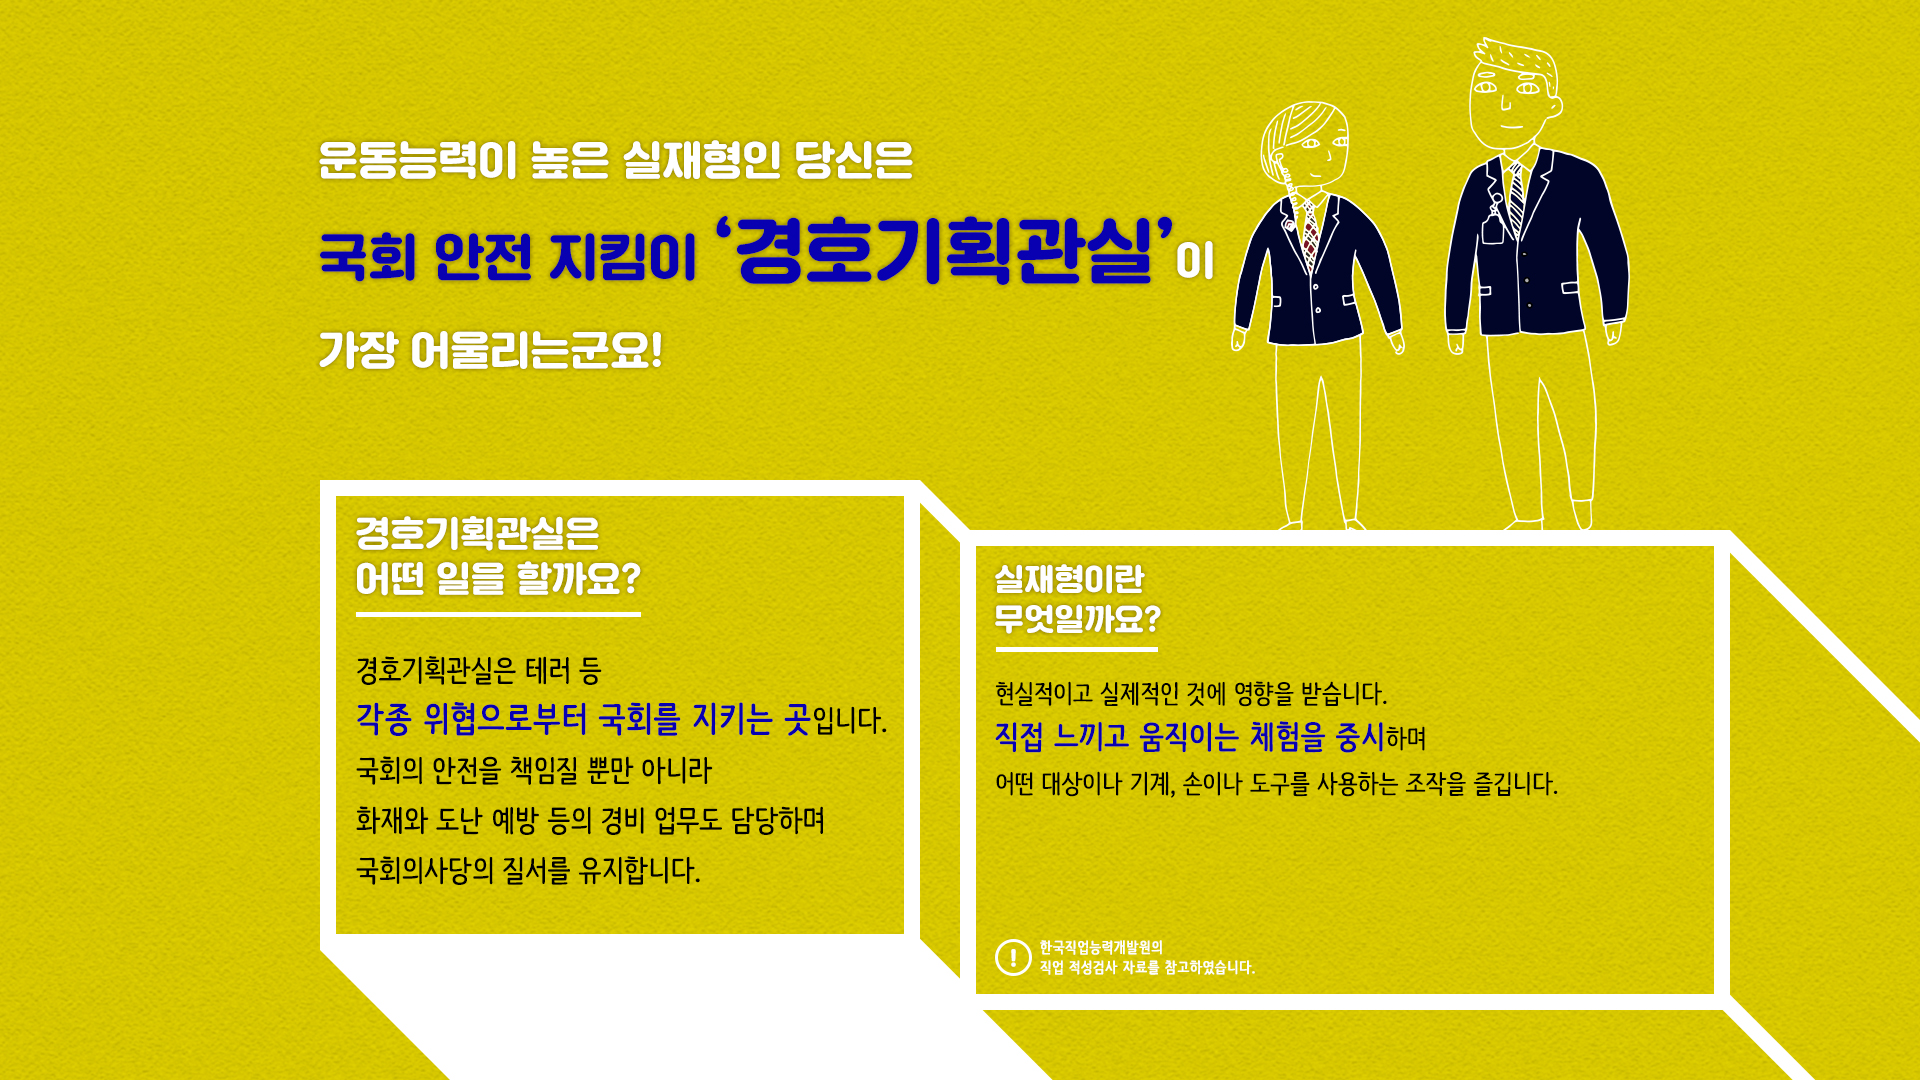 운동능력이 높은 실재형인 당신은
국회 안전 지킴이 ‘경호기획관실’이
가장 어울리는군요!
경호기획관실은
어떤 일을 할까요?
경호기획관실은 테러 등
각종 위협으로부터 국회를 지키는 곳입니다.
국회의 안전을 책임질 뿐만 아니라
화재와 도난 예방 등의 경비 업무도 담당하며
국회의사당의 질서를 유지합니다.
실재형이란
무엇일까요?
현실적이고 실제적인 것에 영향을 받습니다.
직접 느끼고 움직이는 체험을 중시하며
어떤 대상이나 기계, 손이나 도구를 사용하는 조작을 즐깁니다.
한국직업능력개발원의
직업 적성검사 자료를 참고하였습니다.